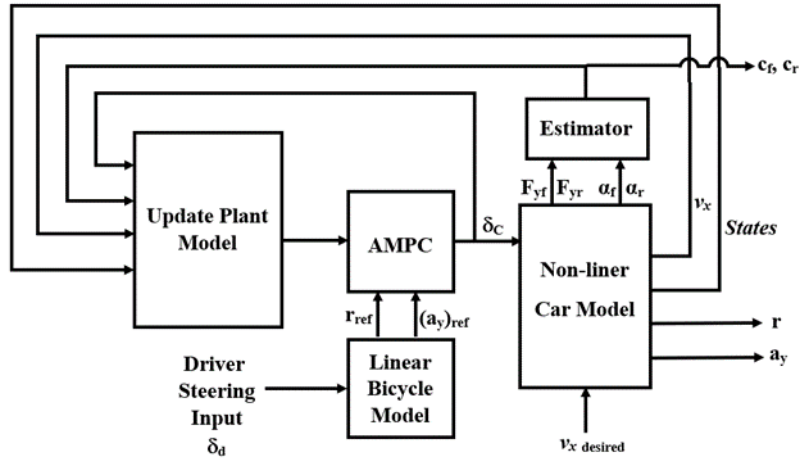 cf, cr
Estimator
Fyf Fyr αf αr
vx
States
Update Plant
Model
AMPC
δC
Non-liner
Car Model
rref (ay)ref
r
ay
Driver
Steering
Input
δd
Linear
Bicycle
Model
vx desired